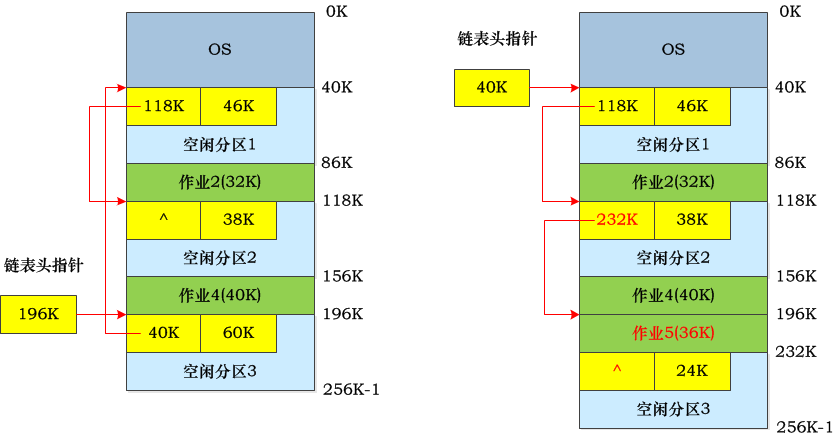 0K
OS
40K
118K 46K
空闲分区1
86K
作业2(32K)
118K
^ 38K
空闲分区2
156K
链表头指针
作业4(40K)
196K
196K
40K 60K
空闲分区3
256K-1
0K
链表头指针
OS
40K
40K
118K 46K
空闲分区1
86K
作业2(32K)
118K
232K 38K
空闲分区2
156K
作业4(40K)
196K
作业5(36K)
232K
^ 24K
空闲分区3
256K-1